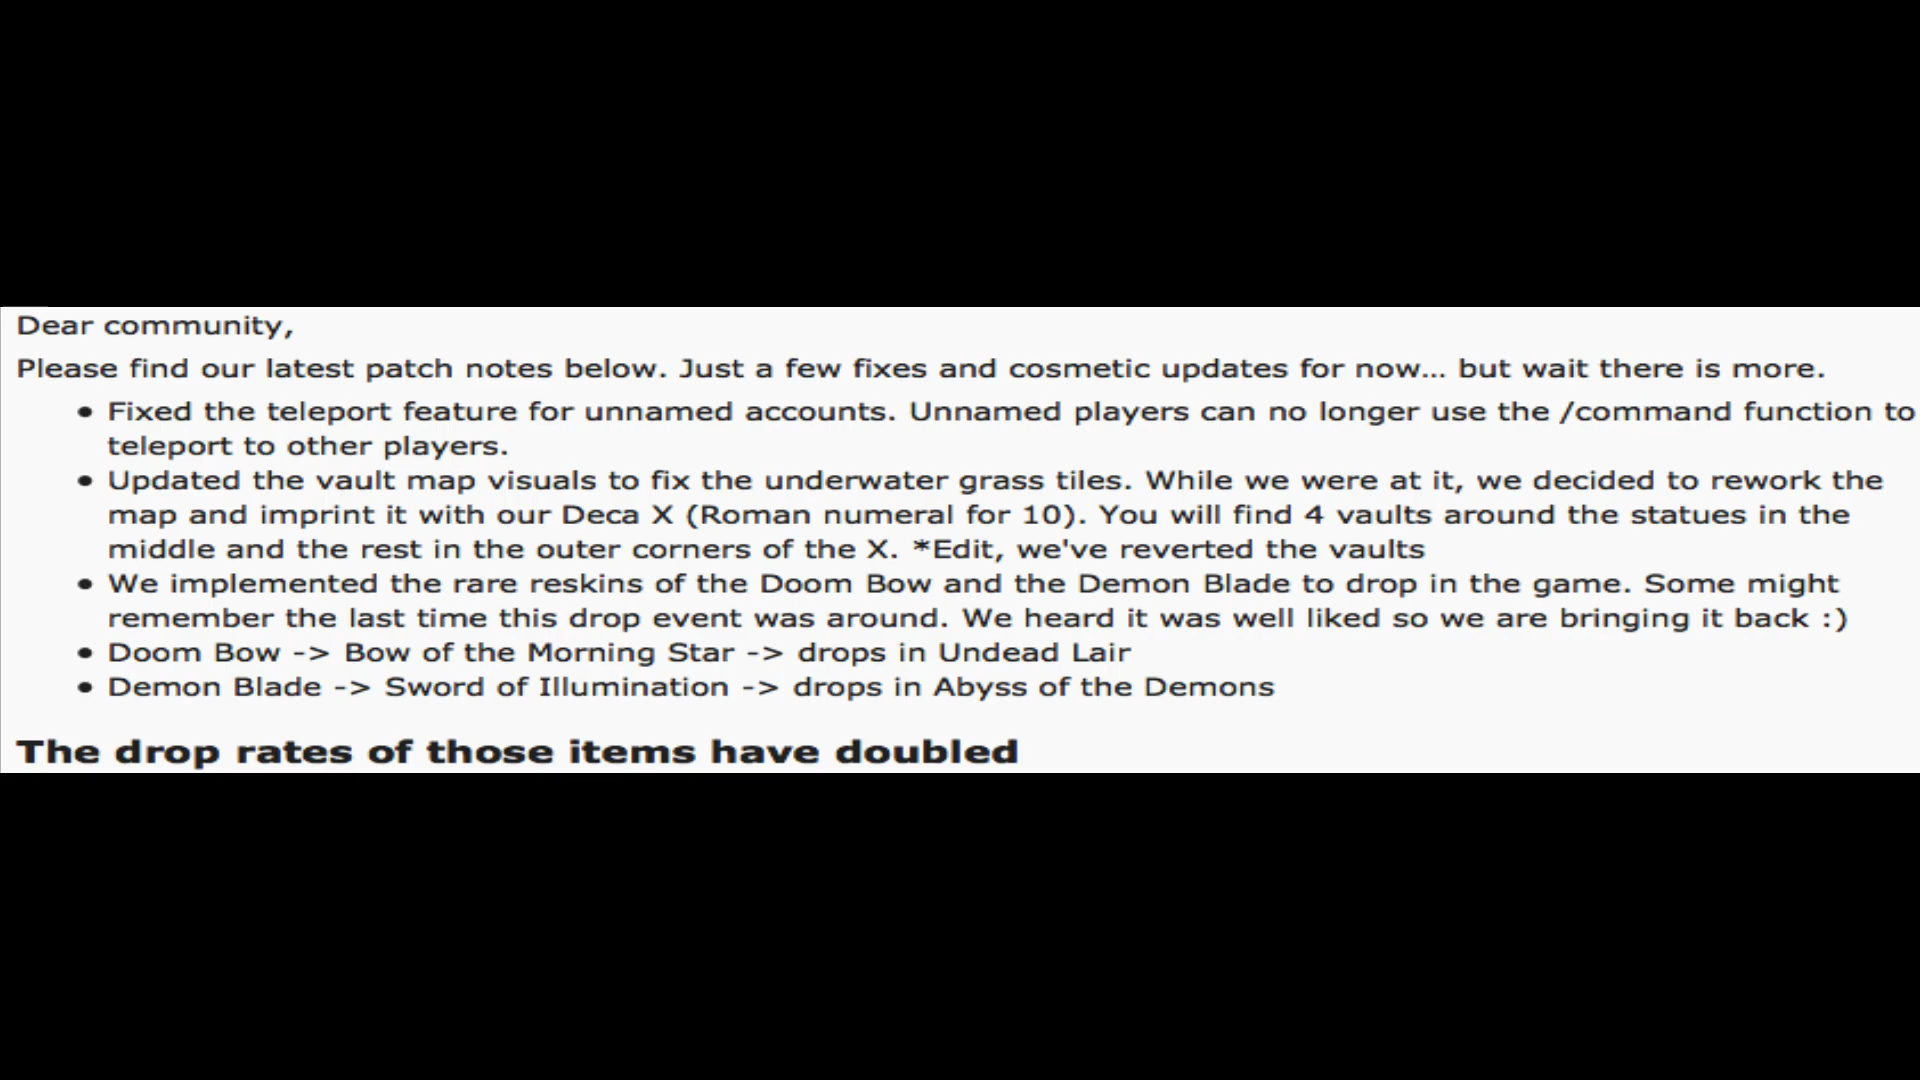 Dear community,
Please find our latest patch notes below. Just a few fixes and cosmetic updates for now... but wait there is more.
• Fixed the teleport feature for unnamed accounts. Unnamed players can no longer use the /command function to
teleport to other players.
• Updated the vault map visuals to fix the underwater grass tiles. While we were at it, we decided to rework the
map and imprint it with our Deca X (Roman numeral for 10). You will find 4 vaults around the statues in the
middle and the rest in the outer corners of the X. *Edit, we've reverted the vaults
• We implemented the rare reskins of the Doom Bow and the Demon Blade to drop in the game. Some might
remember the last time this drop event was around. We heard it was well liked so we are bringing it back :)
• Doom Bow -> Bow of the Morning Star -> drops in Undead Lair
• Demon Blade -> Sword of Illumination -> drops in Abyss of the Demons
The drop rates of those items have doubled